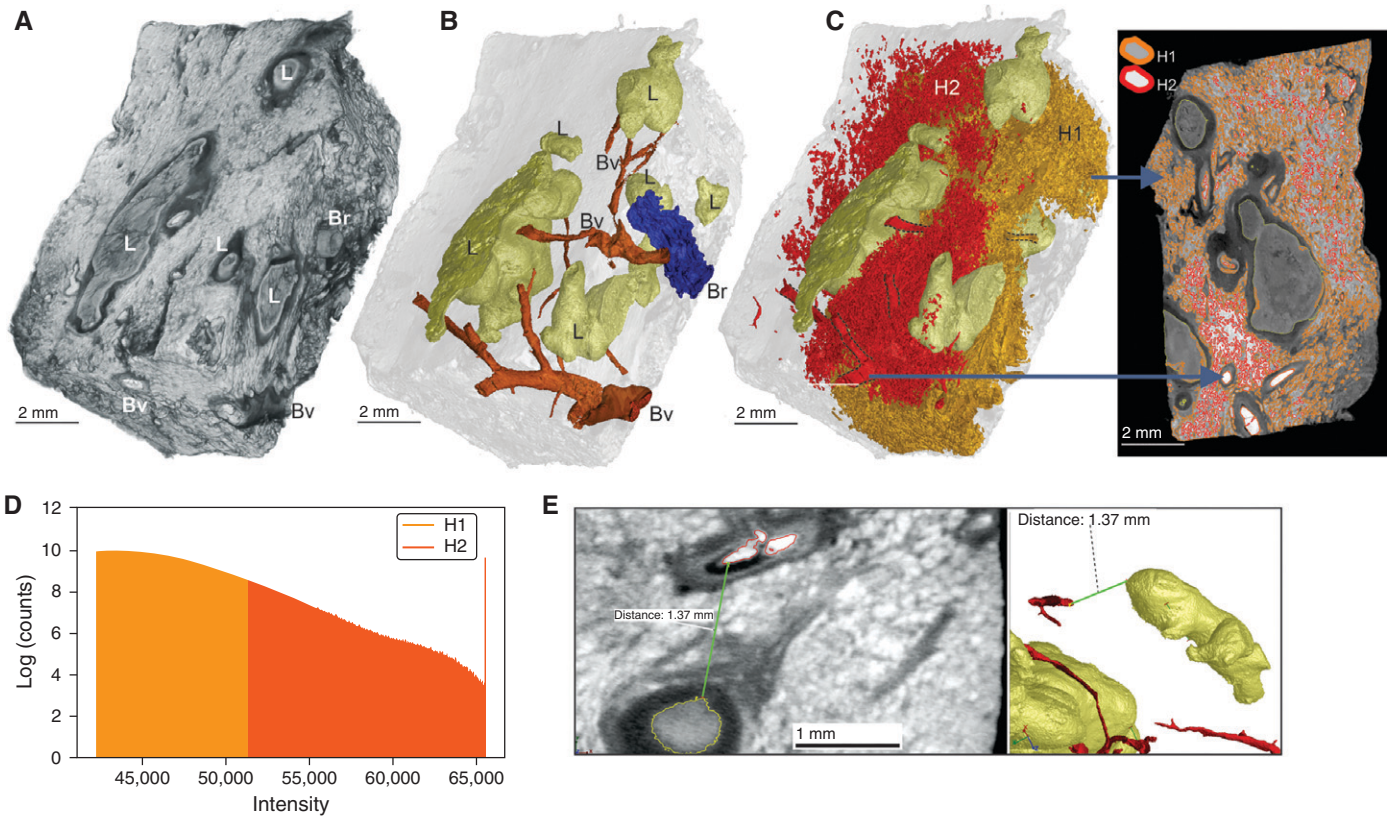 A
L
L
L
L
Br
Bv
Bv
2 mm
B
L
L
Bv
L
L
Bv
L
Br
L
Bv
2 mm
C
H2
H1
2 mm
H1
H2
2 mm
D
Log (counts)
12
10
8
6
4
2
0
H1
H2
45,000
50,000
55,000
60,000
65,000
Intensity
E
Distance: 1.37 mm
1 mm
Distance: 1.37 mm